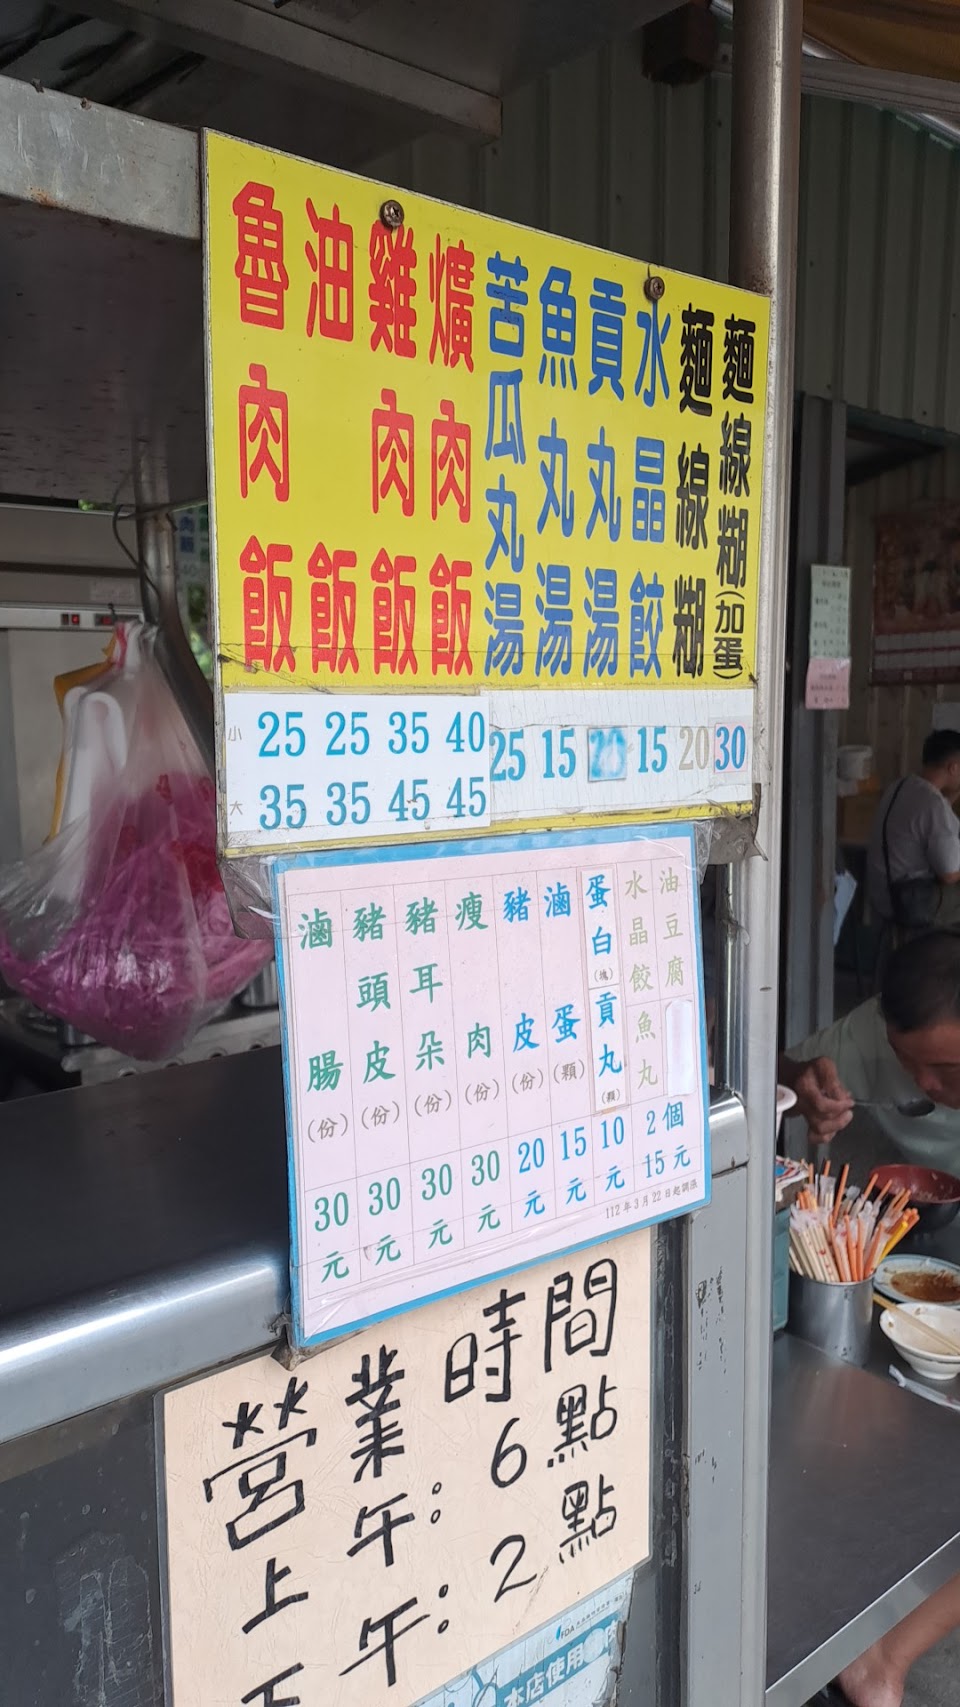 魯肉飯
油飯
雞肉飯
爌肉飯
苦瓜丸湯
魚丸湯
貢丸湯
水晶餃
麵線糊
麵線糊(加蛋)
小 25 25 35 40 25 15 20 15 20 30
大 35 35 45 45
滷腸(份) 30元
豬頭皮(份) 30元
豬耳朵(份) 30元
瘦肉(份) 30元
豬皮(份) 20元
滷蛋(顆) 15元
蛋白(塊) 貢丸(顆) 10元
水晶餃 魚丸
油豆腐
2個
15元
112年3月22日起調漲
營業時間
上午:6點
下午:2點
FDA
本店使用